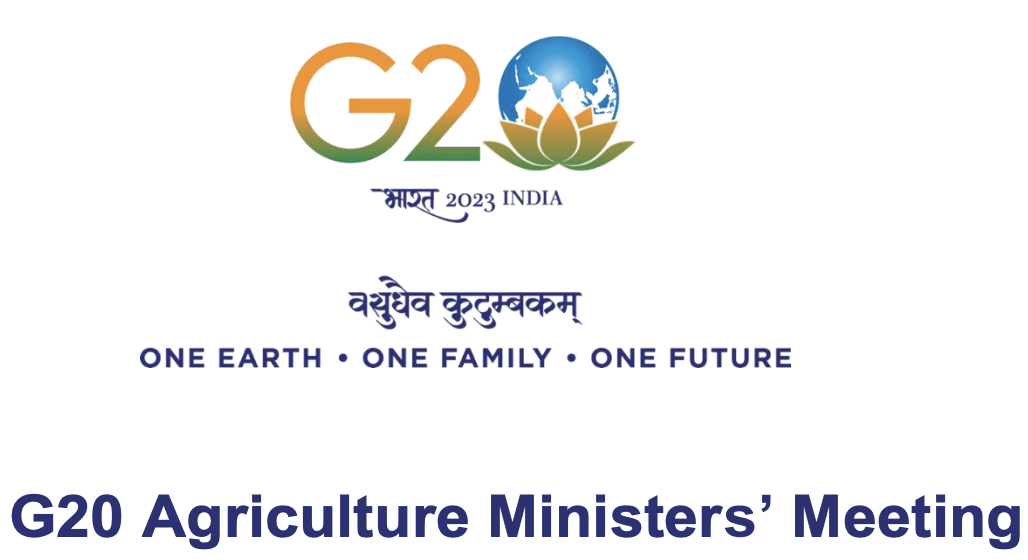 G20
भारत 2023 INDIA
वसुधैव कुटुम्बकम्
ONE EARTH • ONE FAMILY • ONE FUTURE
G20 Agriculture Ministers’ Meeting